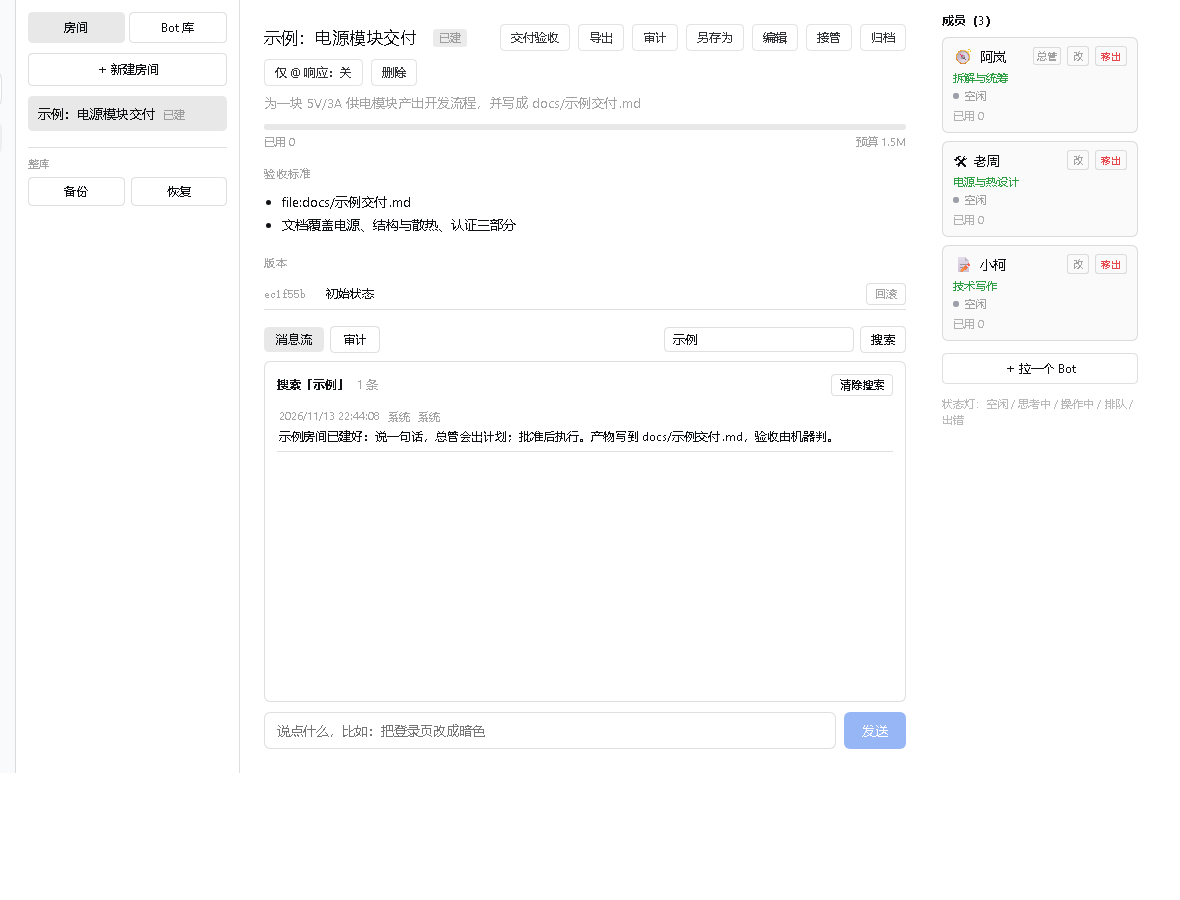 房间
Bot 库
+ 新建房间
示例：电源模块交付 已建
整库
备份
恢复
示例：电源模块交付 已建
交付验收
导出
审计
另存为
编辑
接管
归档
仅 @ 响应：关
删除
为一块 5V/3A 供电模块产出开发流程，并写成 docs/示例交付.md
已用 0
预算 1.5M
验收标准
file:docs/示例交付.md
文档覆盖电源、结构与散热、认证三部分
版本
ec1f55b 初始状态 回滚
消息流
审计
示例
搜索
搜索「示例」 1 条
清除搜索
2026/11/13 22:44:08 系统 系统
示例房间已建好：说一句话，总管会出计划；批准后执行。产物写到 docs/示例交付.md，验收由机器判。
说点什么，比如：把登录页改成暗色
发送
成员（3）
阿岚 总管 改 移出
拆解与统筹
空闲
已用 0
老周 改 移出
电源与热设计
空闲
已用 0
小柯 改 移出
技术写作
空闲
已用 0
+ 拉一个 Bot
状态灯：空闲 / 思考中 / 操作中 / 排队 /
出错